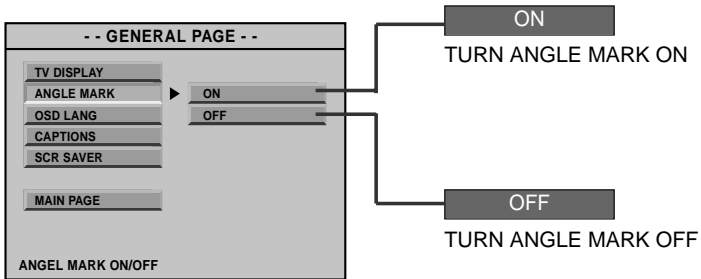 - - GENERAL PAGE - -
TV DISPLAY
ANGLE MARK
OSD LANG
CAPTIONS
SCR SAVER
MAIN PAGE
ON
OFF
ANGEL MARK ON/OFF
ON
TURN ANGLE MARK ON
OFF
TURN ANGLE MARK OFF